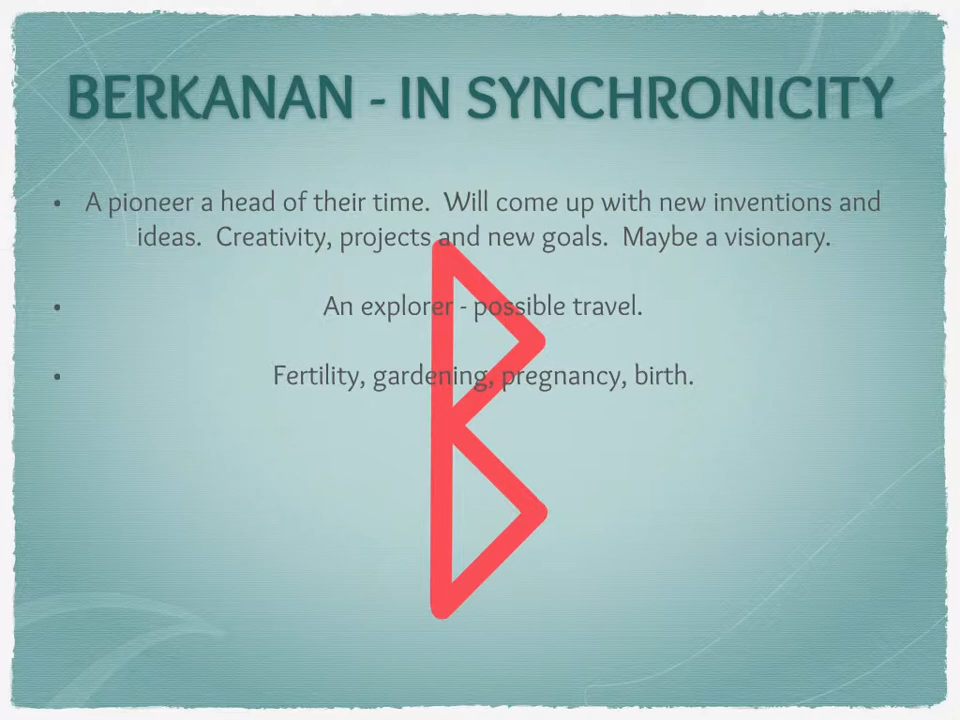 BERKANAN - IN SYNCHRONICITY
• A pioneer a head of their time. Will come up with new inventions and
ideas. Creativity, projects and new goals. Maybe a visionary.
• An explorer - possible travel.
• Fertility, gardening, pregnancy, birth.